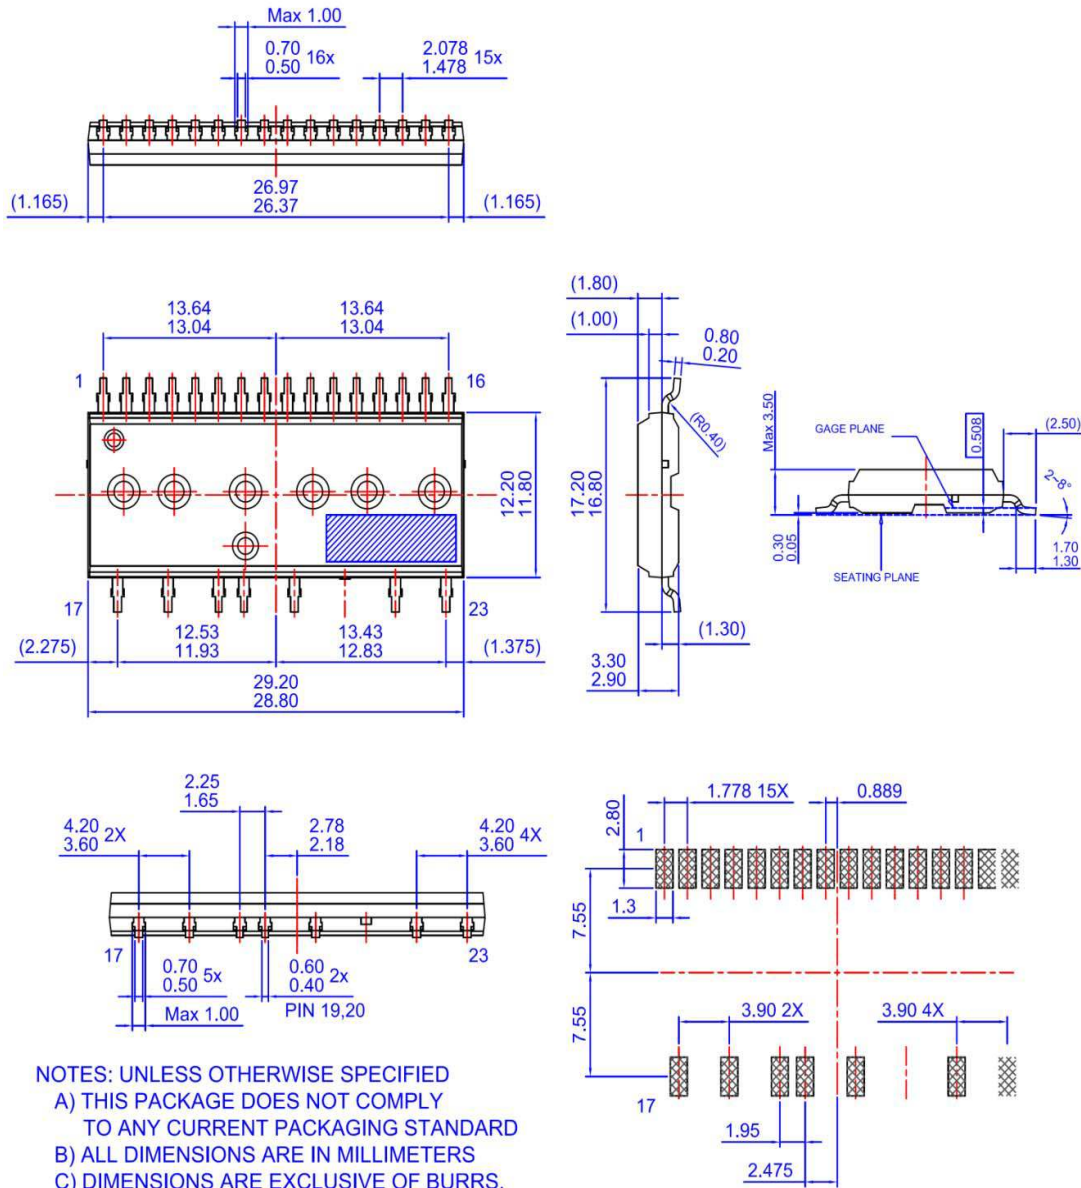 Max 1.00
0.70
0.50 16x
2.078
1.478 15x
26.97
26.37
(1.165)
(1.165)
13.64
13.04
13.64
13.04
1
16
12.20
11.80
17
23
12.53
11.93
13.43
12.83
(2.275)
(1.375)
29.20
28.80
(1.80)
(1.00)
0.80
0.20
(R0.40)
17.20
16.80
(1.30)
3.30
2.90
Max 3.50
GAGE PLANE
0.508
(2.50)
2~8°
0.30
0.05
SEATING PLANE
1.70
1.30
2.25
1.65
4.20
3.60 2X
2.78
2.18
4.20
3.60 4X
17
23
0.70
0.50 5x
0.60
0.40 2x
Max 1.00
PIN 19,20
1.778 15X
0.889
2.80
1
1.3
7.55
7.55
3.90 2X
3.90 4X
17
1.95
2.475
NOTES: UNLESS OTHERWISE SPECIFIED
A) THIS PACKAGE DOES NOT COMPLY
TO ANY CURRENT PACKAGING STANDARD
B) ALL DIMENSIONS ARE IN MILLIMETERS
C) DIMENSIONS ARE EXCLUSIVE OF BURRS,